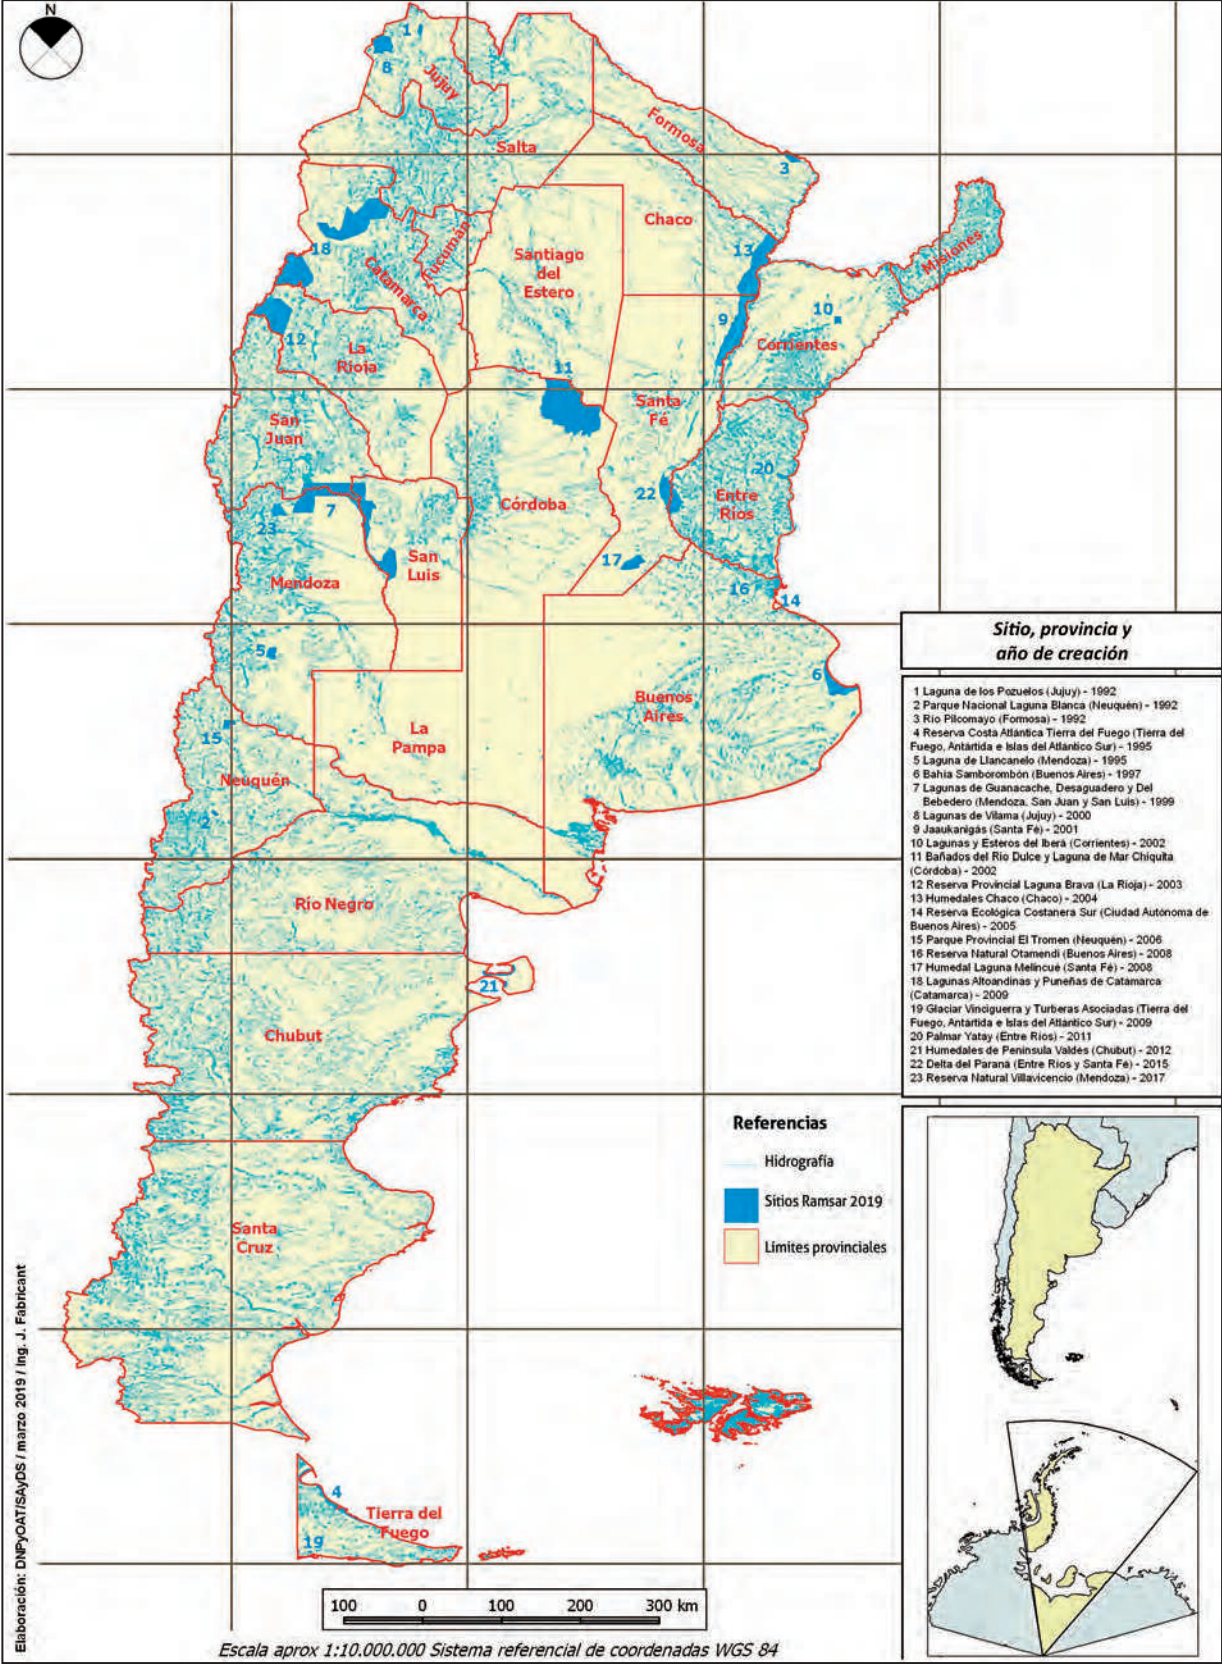 N
1
8
Jujuy
Formosa
Salta
3
Chaco
13
Misiones
18
Tucumán
Santiago
del
Estero
Catamarca
10
9
12
La
Rioja
Corrientes
11
Santa
Fé
San
Juan
20
22
Entre
Ríos
7
Córdoba
23
San
Luis
17
Mendoza
16
14
5
6
Buenos
Aires
La
Pampa
15
Neuquén
2
Río Negro
21
Chubut
Santa
Cruz
4
Tierra del
Fuego
19
Sitio, provincia y
año de creación
1 Laguna de los Pozuelos (Jujuy) - 1992
2 Parque Nacional Laguna Blanca (Neuquén) - 1992
3 Río Pilcomayo (Formosa) - 1992
4 Reserva Costa Atlántica Tierra del Fuego (Tierra del
Fuego, Antártida e Islas del Atlántico Sur) - 1995
5 Laguna de Llancanelo (Mendoza) - 1995
6 Bahía Samborombón (Buenos Aires) - 1997
7 Lagunas de Guanacache, Desaguadero y Del
Bebedero (Mendoza, San Juan y San Luis) - 1999
8 Lagunas de Vilama (Jujuy) - 2000
9 Jaaukanigás (Santa Fé) - 2001
10 Lagunas y Esteros del Iberá (Corrientes) - 2002
11 Bañados del Río Dulce y Laguna de Mar Chiquita
(Córdoba) - 2002
12 Reserva Provincial Laguna Brava (La Rioja) - 2003
13 Humedales Chaco (Chaco) - 2004
14 Reserva Ecológica Costanera Sur (Ciudad Autónoma de
Buenos Aires) - 2005
15 Parque Provincial El Tromen (Neuquén) - 2006
16 Reserva Natural Otamendi (Buenos Aires) - 2008
17 Humedal Laguna Melincué (Santa Fé) - 2008
18 Lagunas Altoandinas y Puneñas de Catamarca
(Catamarca) - 2009
19 Glaciar Vinciguerra y Turberas Asociadas (Tierra del
Fuego, Antártida e Islas del Atlántico Sur) - 2009
20 Palmar Yatay (Entre Ríos) - 2011
21 Humedales de Península Valdés (Chubut) - 2012
22 Delta del Paraná (Entre Ríos y Santa Fé) - 2015
23 Reserva Natural Villavicencio (Mendoza) - 2017
Referencias
Hidrografía
Sitios Ramsar 2019
Límites provinciales
100 0 100 200 300 km
Escala aprox 1:10.000.000 Sistema referencial de coordenadas WGS 84
Elaboración: DNPyOAT/SAyDS / marzo 2019 / Ing. J. Fabricant